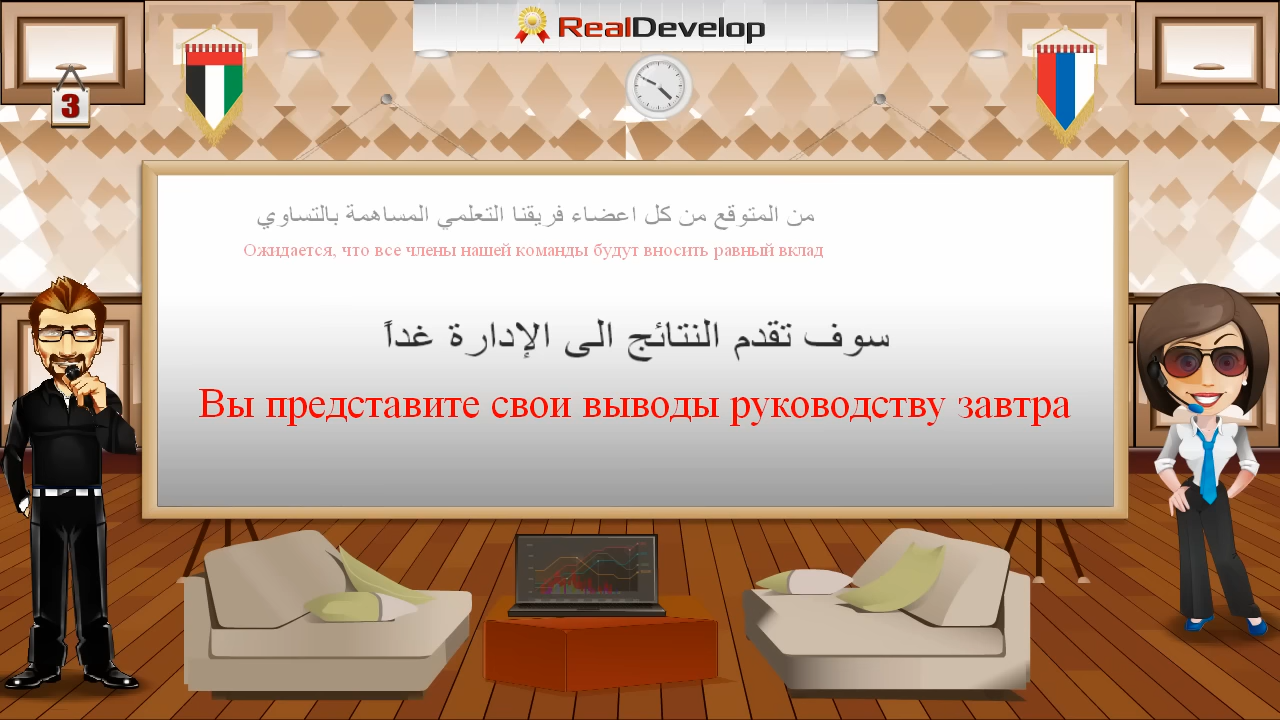 RealDevelop
3
من المتوقع من كل اعضاء فريقنا التعلمي المساهمة بالتساوي
Ожидается, что все члены нашей команды будут вносить равный вклад
سوف تقدم النتائج الى الإدارة غداً
Вы представите свои выводы руководству завтра